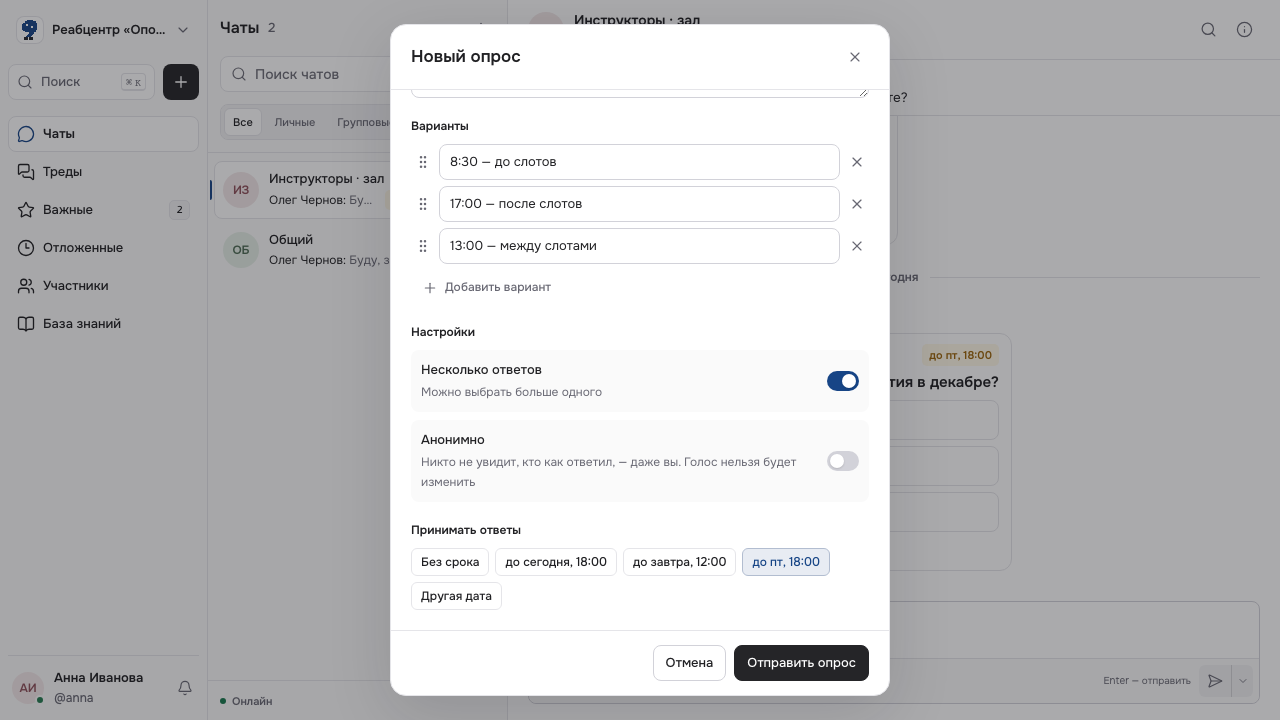 Реабцентр «Опо...
Поиск
⌘ K
Чаты
Треды
Важные
2
Отложенные
Участники
База знаний
АИ
Анна Иванова
@anna
Чаты 2
Поиск чатов
Все
Личные
Групповы
ИЗ
Инструкторы · зал
Олег Чернов: Бу...
ОБ
Общий
Олег Чернов: Буду, з
Онлайн
Инструкторы · зал
те?
одня
до пт, 18:00
тия в декабре?
Enter — отправить
Новый опрос
Варианты
8:30 — до слотов
17:00 — после слотов
13:00 — между слотами
Добавить вариант
Настройки
Несколько ответов
Можно выбрать больше одного
Анонимно
Никто не увидит, кто как ответил, — даже вы. Голос нельзя будет
изменить
Принимать ответы
Без срока
до сегодня, 18:00
до завтра, 12:00
до пт, 18:00
Другая дата
Отмена
Отправить опрос